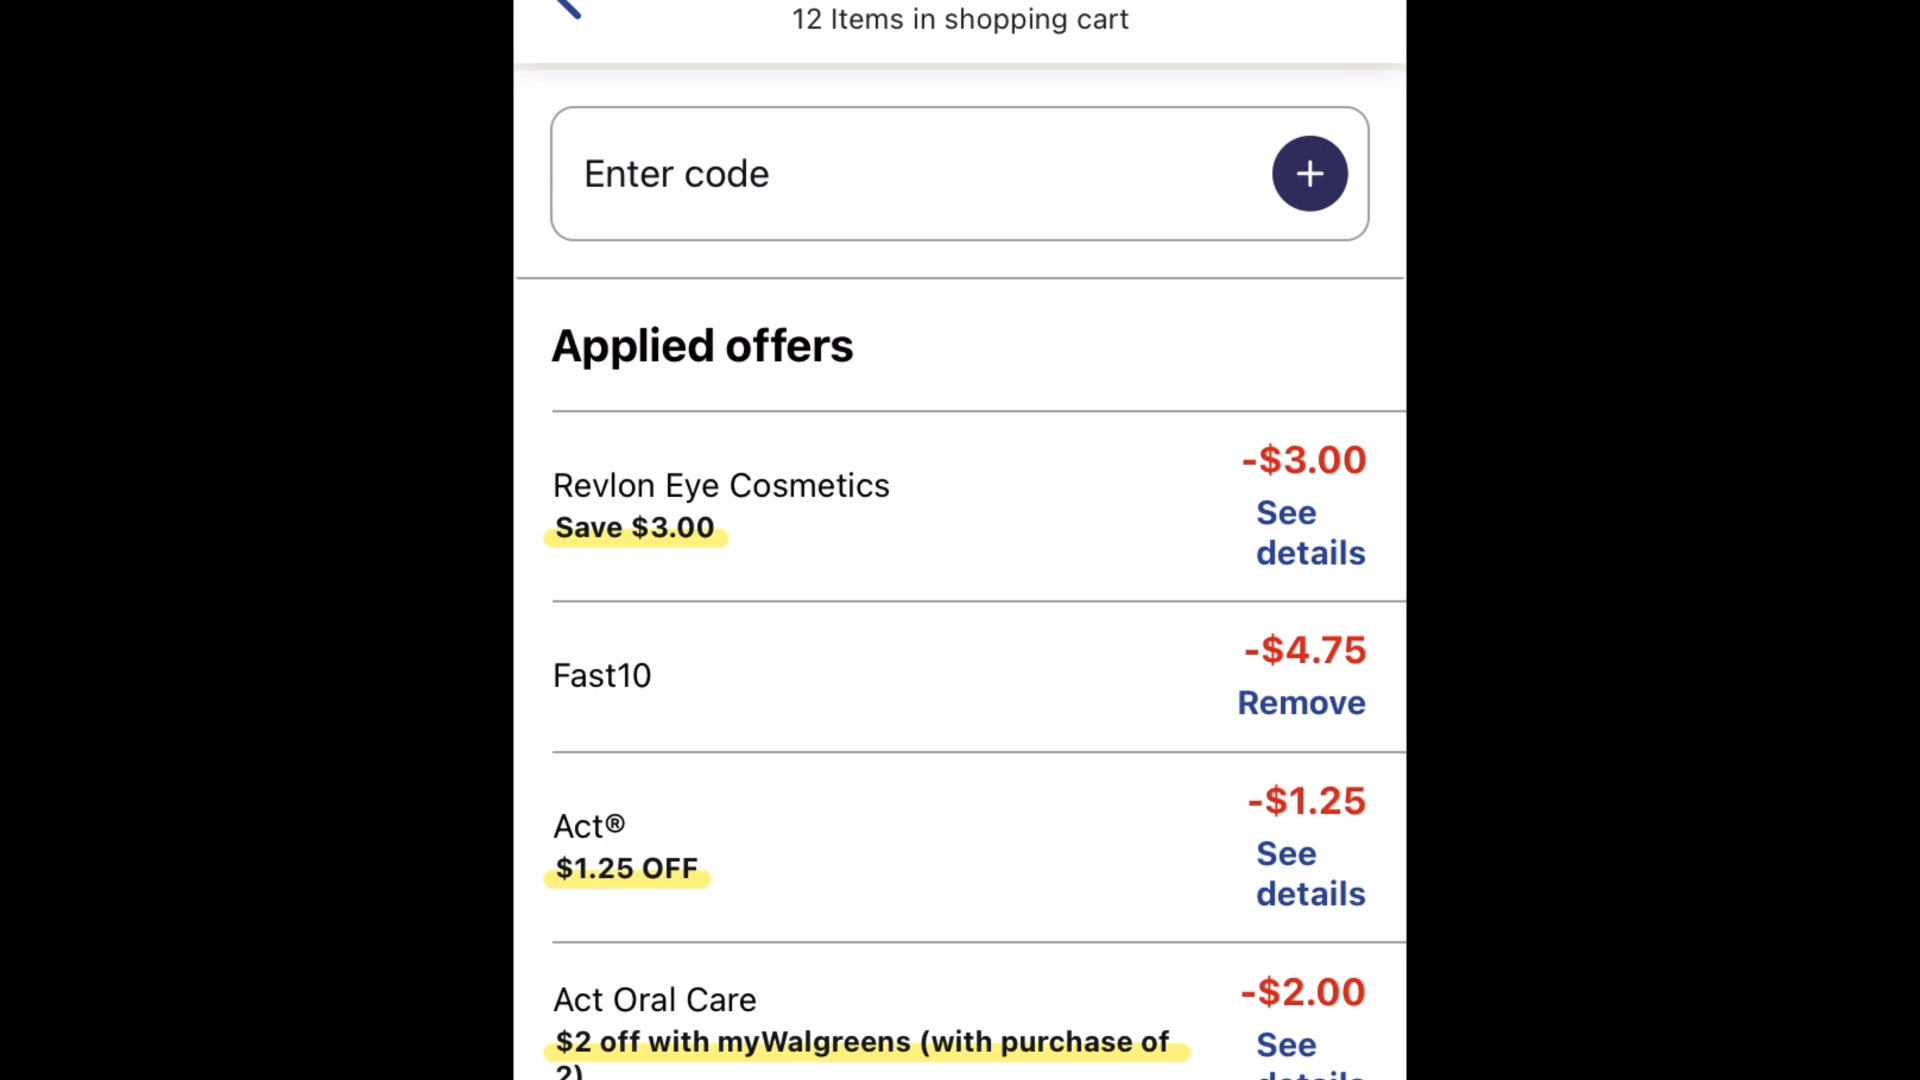 12 Items in shopping cart
Enter code
Applied offers
Revlon Eye Cosmetics
Save $3.00
-$3.00
See
details
Fast10
-$4.75
Remove
Act®
$1.25 OFF
-$1.25
See
details
Act Oral Care
$2 off with myWalgreens (with purchase of
2)
-$2.00
See
details